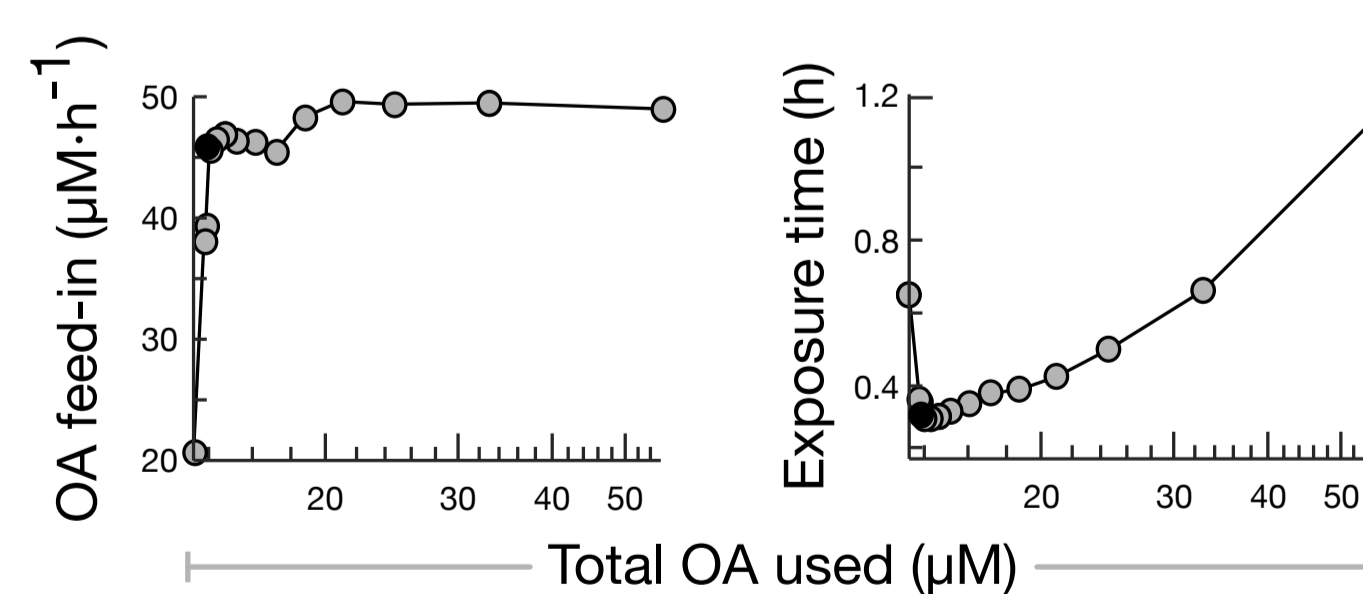 OA feed-in (µM·h⁻¹)
50
40
30
20
20 30 40 50
Exposure time (h)
1.2
0.8
0.4
20 30 40 50
Total OA used (µM)